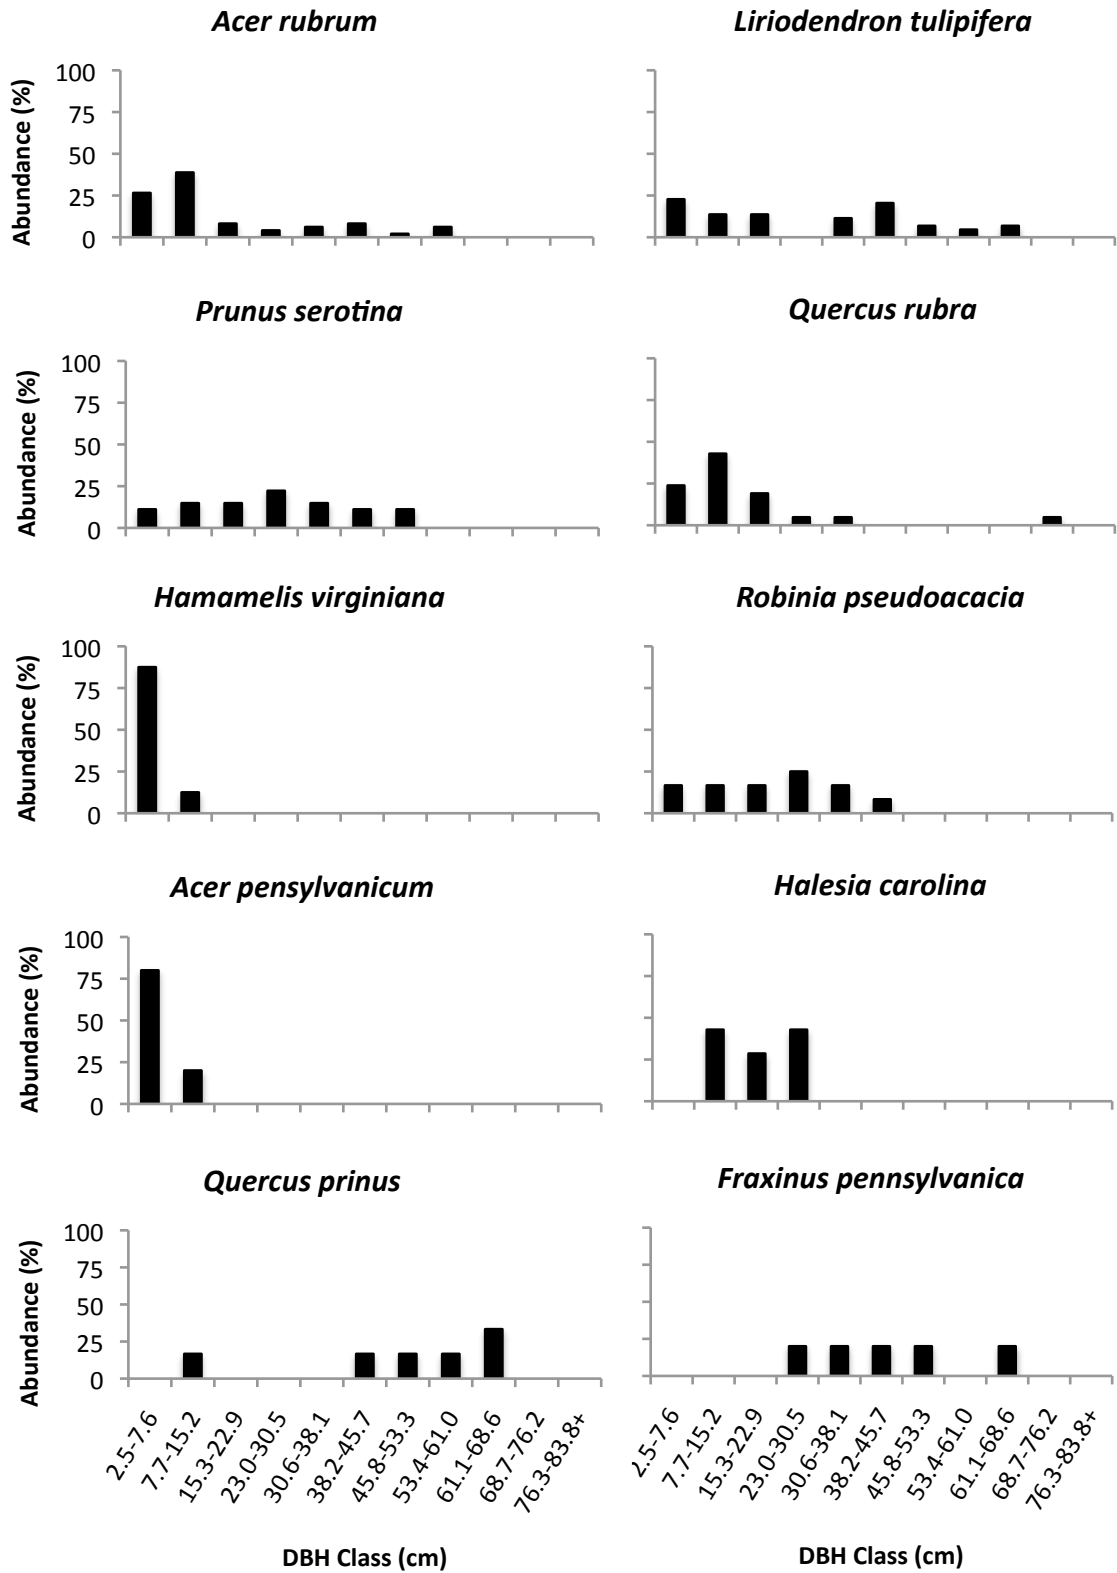 Acer rubrum
Liriodendron tulipifera
Abundance (%)
100
75
50
25
0
Prunus serotina
Quercus rubra
Abundance (%)
100
75
50
25
0
Hamamelis virginiana
Robinia pseudoacacia
Abundance (%)
100
75
50
25
0
Acer pensylvanicum
Halesia carolina
Abundance (%)
100
75
50
25
0
Quercus prinus
Fraxinus pennsylvanica
Abundance (%)
100
75
50
25
0
2.5-7.6
7.7-15.2
15.3-22.9
23.0-30.5
30.6-38.1
38.2-45.7
45.8-53.3
53.4-61.0
61.1-68.6
68.7-76.2
76.3-83.8+
2.5-7.6
7.7-15.2
15.3-22.9
23.0-30.5
30.6-38.1
38.2-45.7
45.8-53.3
53.4-61.0
61.1-68.6
68.7-76.2
76.3-83.8+
DBH Class (cm)
DBH Class (cm)